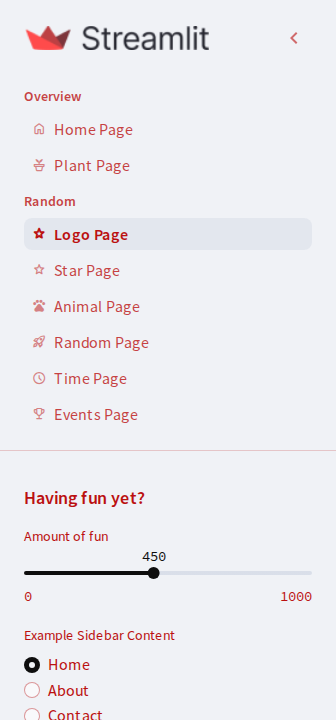 Streamlit
Overview
Home Page
Plant Page
Random
Logo Page
Star Page
Animal Page
Random Page
Time Page
Events Page
Having fun yet?
Amount of fun
450
0 1000
Example Sidebar Content
Home
About
Contact